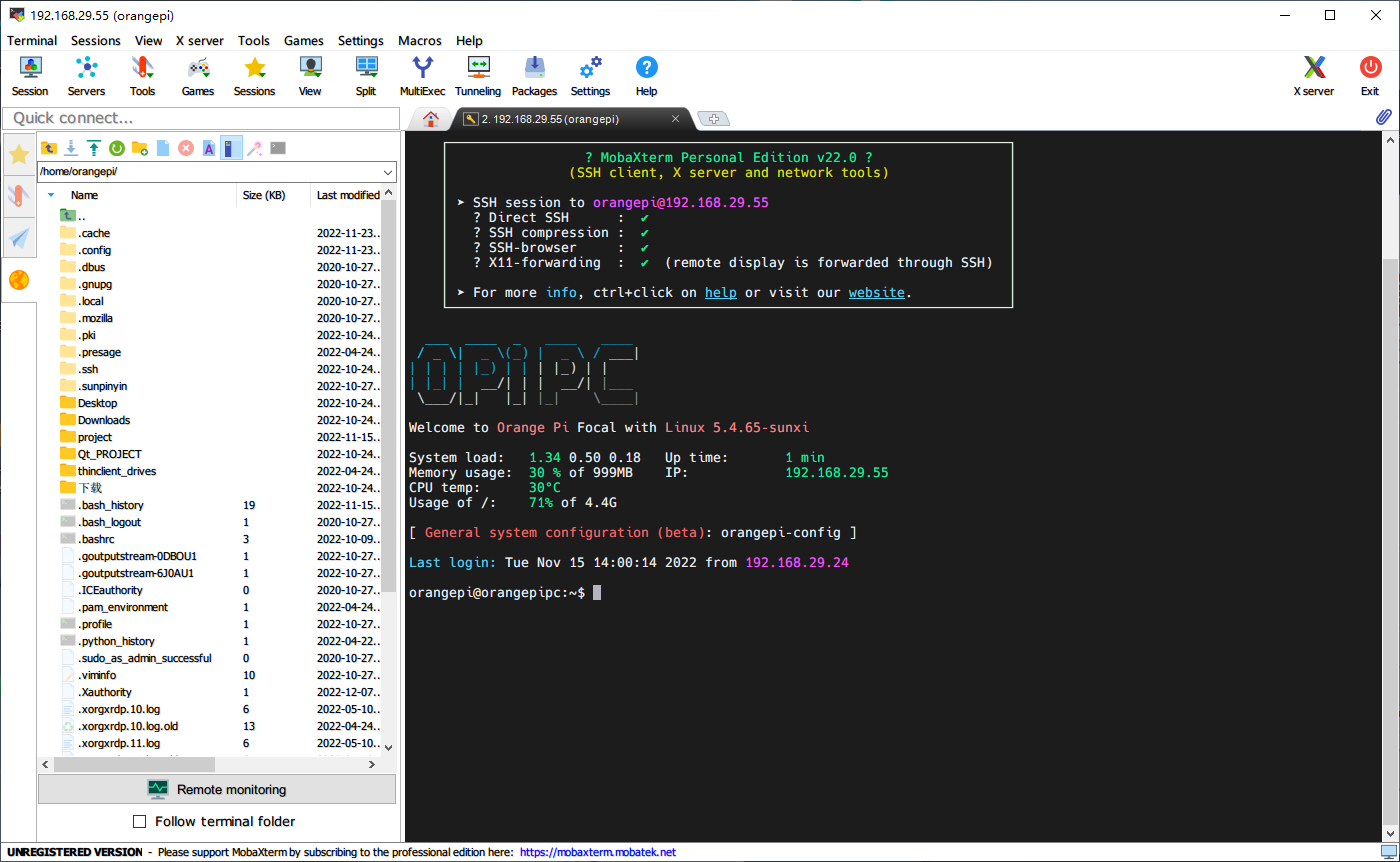 192.168.29.55 (orangepi)
Terminal Sessions View X server Tools Games Settings Macros Help
Session Servers Tools Games Sessions View Split MultiExec Tunneling Packages Settings Help X server Exit
Quick connect...
2. 192.168.29.55 (orangepi)
/home/orangepi/
Name Size (KB) Last modified
..
.cache 2022-11-23..
.config 2022-11-23..
.dbus 2020-10-27..
.gnupg 2020-10-27..
.local 2020-10-27..
.mozilla 2020-10-27..
.pki 2022-10-24..
.presage 2022-04-24..
.ssh 2022-10-24..
.sunpinyin 2022-10-27..
Desktop 2022-10-24..
Downloads 2022-10-24..
project 2022-11-15..
Qt_PROJECT 2022-10-24..
thinclient_drives 2022-04-24..
下载 2022-10-24..
.bash_history 19 2022-11-15..
.bash_logout 1 2020-10-27..
.bashrc 3 2022-10-09..
.goutputstream-0DBOU1 1 2022-10-27..
.goutputstream-6J0AU1 1 2022-10-27..
.ICEauthority 0 2020-10-27..
.pam_environment 1 2022-04-24..
.profile 1 2022-10-27..
.python_history 1 2022-04-22..
.sudo_as_admin_successful 0 2020-10-27..
.viminfo 10 2022-10-27..
.Xauthority 1 2022-12-07..
.xorgxrdp.10.log 6 2022-05-10..
.xorgxrdp.10.log.old 13 2022-04-24..
.xorgxrdp.11.log 6 2022-05-10..
Remote monitoring
Follow terminal folder
? MobaXterm Personal Edition v22.0 ?
(SSH client, X server and network tools)
➤ SSH session to orangepi@192.168.29.55
? Direct SSH : ✔
? SSH compression : ✔
? SSH-browser : ✔
? X11-forwarding : ✔ (remote display is forwarded through SSH)
➤ For more info, ctrl+click on help or visit our website.
OPi PC
Welcome to Orange Pi Focal with Linux 5.4.65-sunxi
System load: 1.34 0.50 0.18 Up time: 1 min
Memory usage: 30 % of 999MB IP: 192.168.29.55
CPU temp: 30°C
Usage of /: 71% of 4.4G
[ General system configuration (beta): orangepi-config ]
Last login: Tue Nov 15 14:00:14 2022 from 192.168.29.24
orangepi@orangepipc:~$
UNREGISTERED VERSION - Please support MobaXterm by subscribing to the professional edition here: https://mobaxterm.mobatek.net